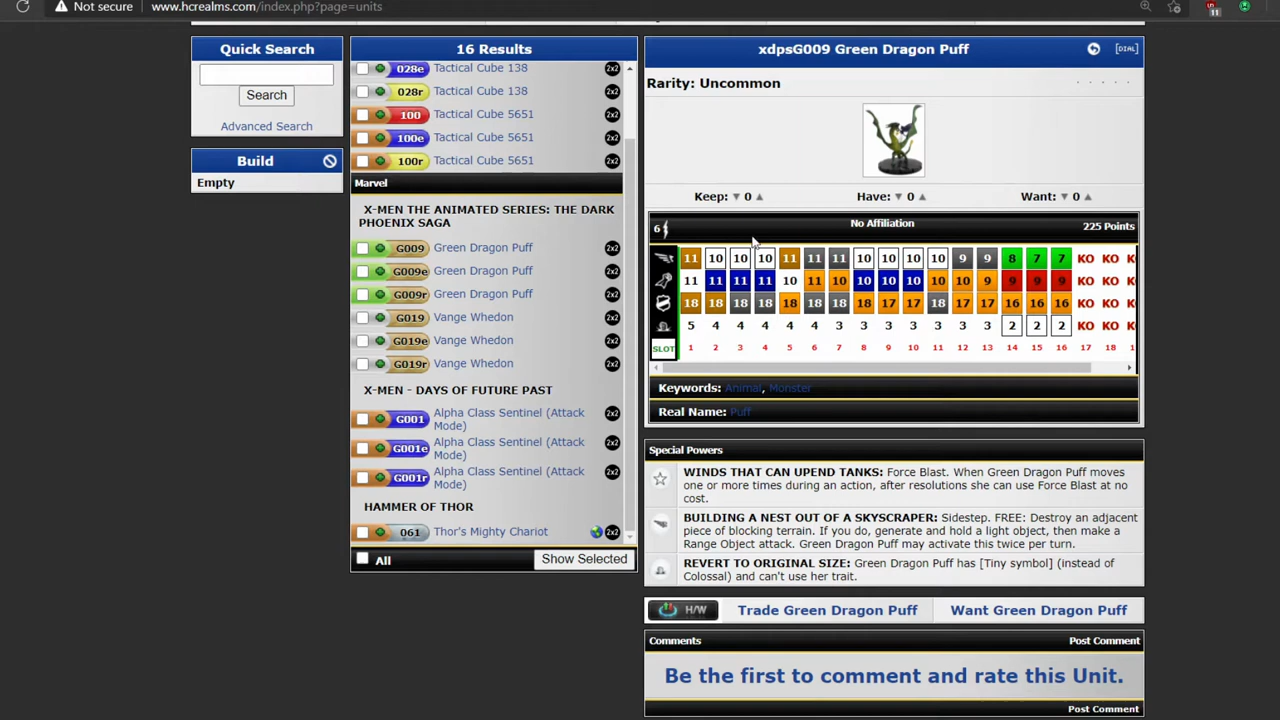 Not secure www.hcrealms.com/index.php?page=units
11
Quick Search
Search
Advanced Search
Build
Empty
16 Results
028e Tactical Cube 138 2x2
028r Tactical Cube 138 2x2
100 Tactical Cube 5651 2x2
100e Tactical Cube 5651 2x2
100r Tactical Cube 5651 2x2
Marvel
X-MEN THE ANIMATED SERIES: THE DARK
PHOENIX SAGA
G009 Green Dragon Puff 2x2
G009e Green Dragon Puff 2x2
G009r Green Dragon Puff 2x2
G019 Vange Whedon 2x2
G019e Vange Whedon 2x2
G019r Vange Whedon 2x2
X-MEN - DAYS OF FUTURE PAST
G001 Alpha Class Sentinel (Attack
Mode) 2x2
G001e Alpha Class Sentinel (Attack
Mode) 2x2
G001r Alpha Class Sentinel (Attack
Mode) 2x2
HAMMER OF THOR
061 Thor's Mighty Chariot 2x2
All Show Selected
xdpsG009 Green Dragon Puff [DIAL]
Rarity: Uncommon
Keep: 0 Have: 0 Want: 0
6 No Affiliation 225 Points
11 10 10 10 11 11 11 10 10 10 10 9 9 8 7 7 KO KO K
11 11 11 11 10 11 10 11 11 11 10 10 9 9 9 9 KO KO K
18 18 18 18 18 18 18 18 17 17 18 17 17 16 16 16 KO KO K
5 4 4 4 4 4 3 3 3 3 3 3 3 2 2 2 KO KO K
SLOT 1 2 3 4 5 6 7 8 9 10 11 12 13 14 15 16 17 18 1
Keywords: Animal, Monster
Real Name: Puff
Special Powers
WINDS THAT CAN UPEND TANKS: Force Blast. When Green Dragon Puff moves
one or more times during an action, after resolutions she can use Force Blast at no
cost.
BUILDING A NEST OUT OF A SKYSCRAPER: Sidestep. FREE: Destroy an adjacent
piece of blocking terrain. If you do, generate and hold a light object, then make a
Range Object attack. Green Dragon Puff may activate this twice per turn.
REVERT TO ORIGINAL SIZE: Green Dragon Puff has [Tiny symbol] (instead of
Colossal) and can't use her trait.
H/W Trade Green Dragon Puff Want Green Dragon Puff
Comments Post Comment
Be the first to comment and rate this Unit.
Post Comment